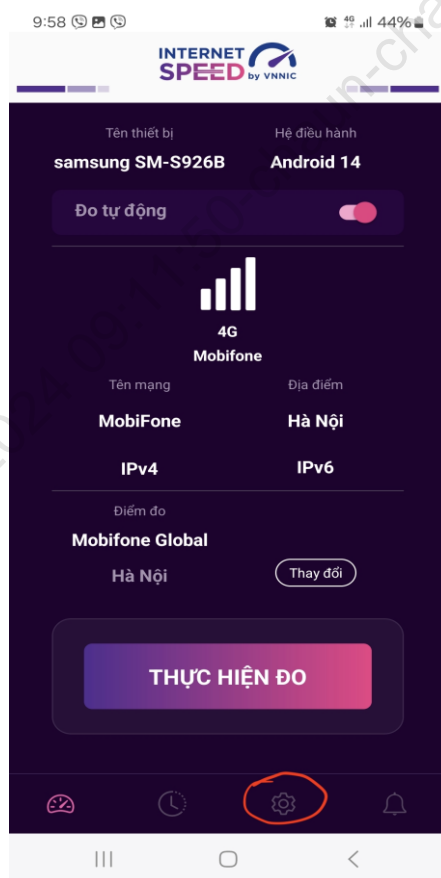 9:58 4G 44%
INTERNET
SPEED by VNNIC
Tên thiết bị Hệ điều hành
samsung SM-S926B Android 14
Đo tự động
4G
Mobifone
Tên mạng Địa điểm
MobiFone Hà Nội
IPv4 IPv6
Điểm đo
Mobifone Global
Hà Nội Thay đổi
THỰC HIỆN ĐO